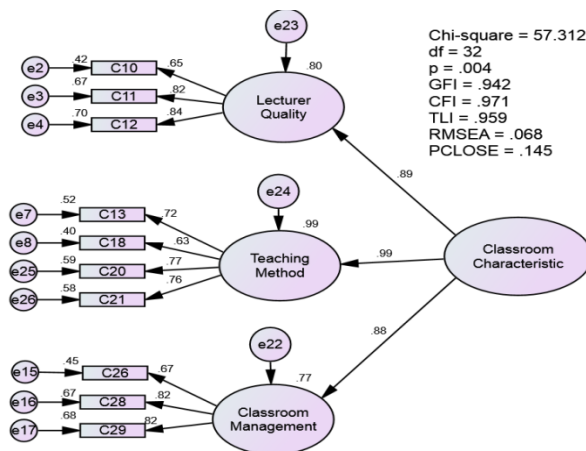 e23
Chi-square = 57.312
df = 32
p = .004
GFI = .942
CFI = .971
TLI = .959
RMSEA = .068
PCLOSE = .145
e2 .42 C10 .65 .80
e3 .67 C11 .82
e4 .70 C12 .84
Lecturer
Quality
.89
e24
e7 .52 C13 .72 .99
e8 .40 C18 .63
e25 .59 C20 .77
e26 .58 C21 .76
Teaching
Method
.99
Classroom
Characteristic
.88
e22
e15 .45 C26 .67 .77
e16 .67 C28 .82
e17 .68 C29 .82
Classroom
Management